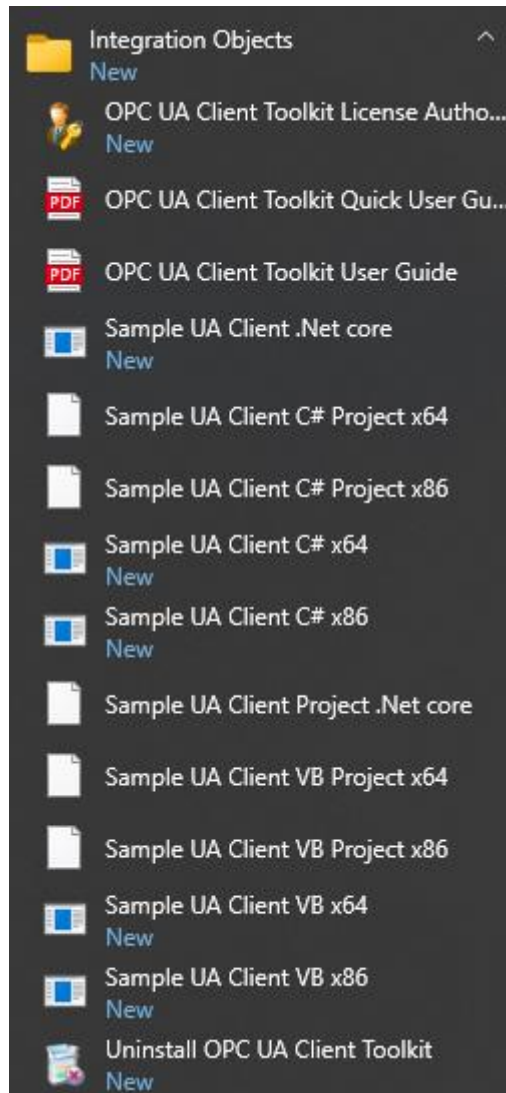 Integration Objects
New
OPC UA Client Toolkit License Autho...
New
PDF
OPC UA Client Toolkit Quick User Gu...
PDF
OPC UA Client Toolkit User Guide
Sample UA Client .Net core
New
Sample UA Client C# Project x64
Sample UA Client C# Project x86
Sample UA Client C# x64
New
Sample UA Client C# x86
New
Sample UA Client Project .Net core
Sample UA Client VB Project x64
Sample UA Client VB Project x86
Sample UA Client VB x64
New
Sample UA Client VB x86
New
Uninstall OPC UA Client Toolkit
New